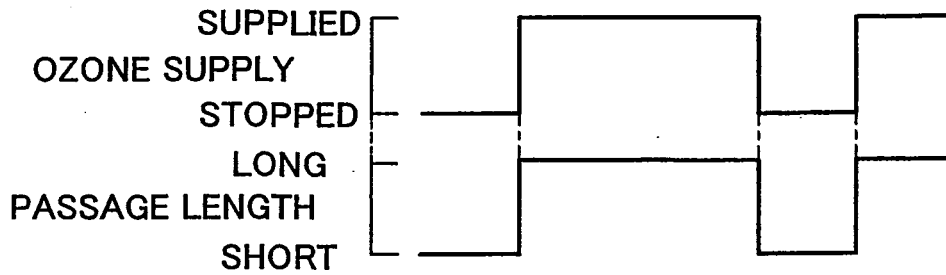 SUPPLIED
OZONE SUPPLY
STOPPED
LONG
PASSAGE LENGTH
SHORT